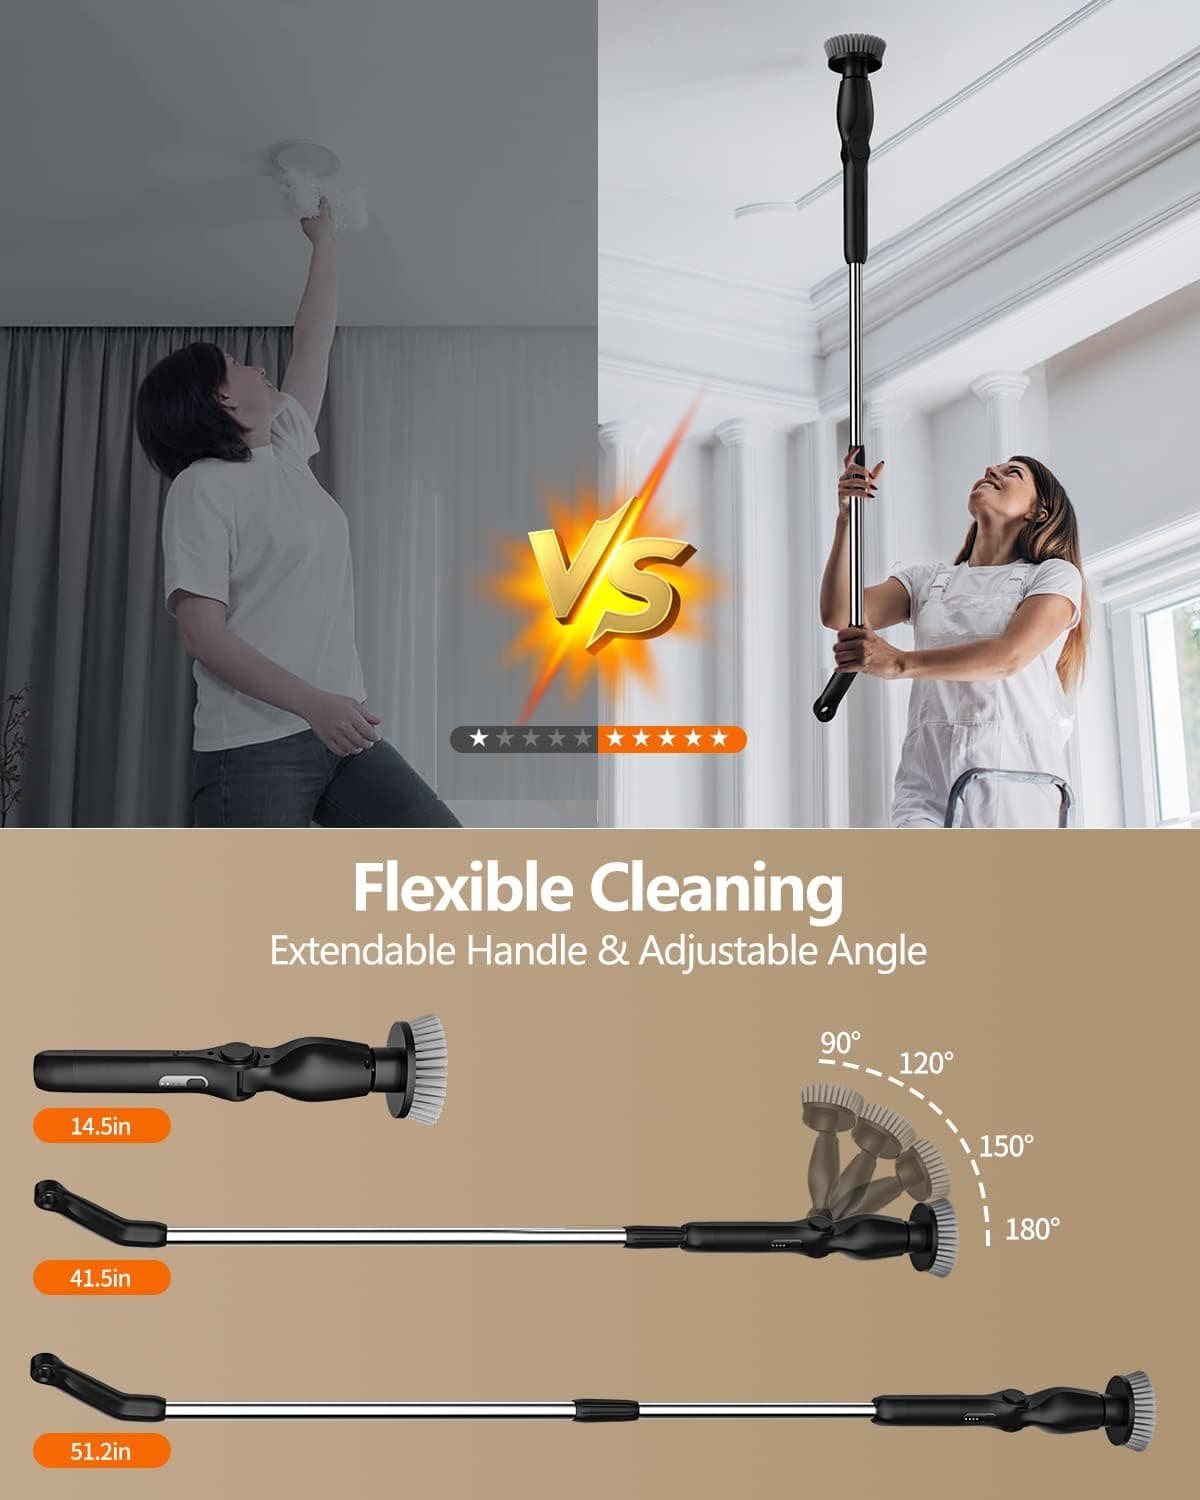 VS
Flexible Cleaning
Extendable Handle & Adjustable Angle
14.5in
90°
120°
150°
180°
41.5in
51.2in